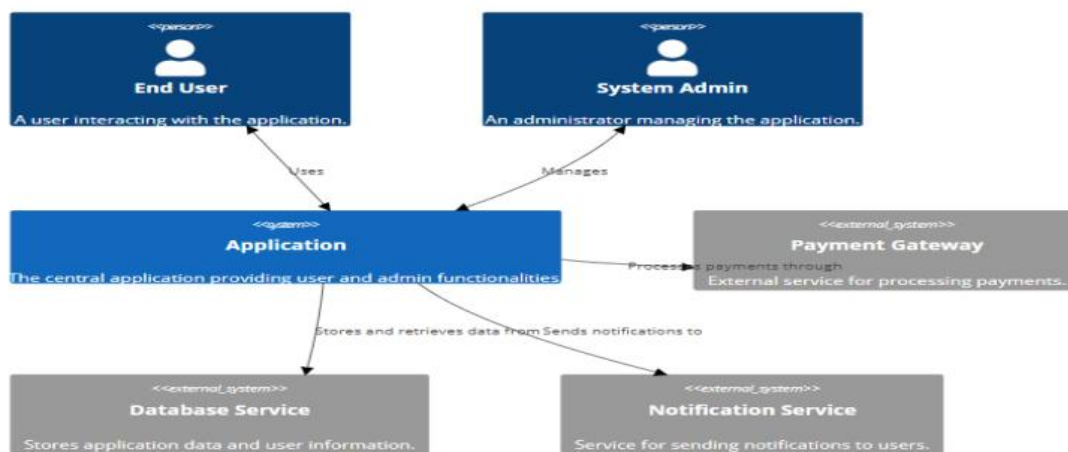 <<person>>
End User
A user interacting with the application.
<<person>>
System Admin
An administrator managing the application.
Uses
Manages
<<system>>
Application
The central application providing user and admin functionalities
<<external_system>>
Payment Gateway
External service for processing payments.
Processes payments through
Stores and retrieves data from
Sends notifications to
<<external_system>>
Database Service
Stores application data and user information.
<<external_system>>
Notification Service
Service for sending notifications to users.